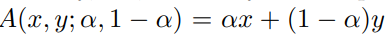 A(x, y; α, 1 − α) = αx + (1 − α)y